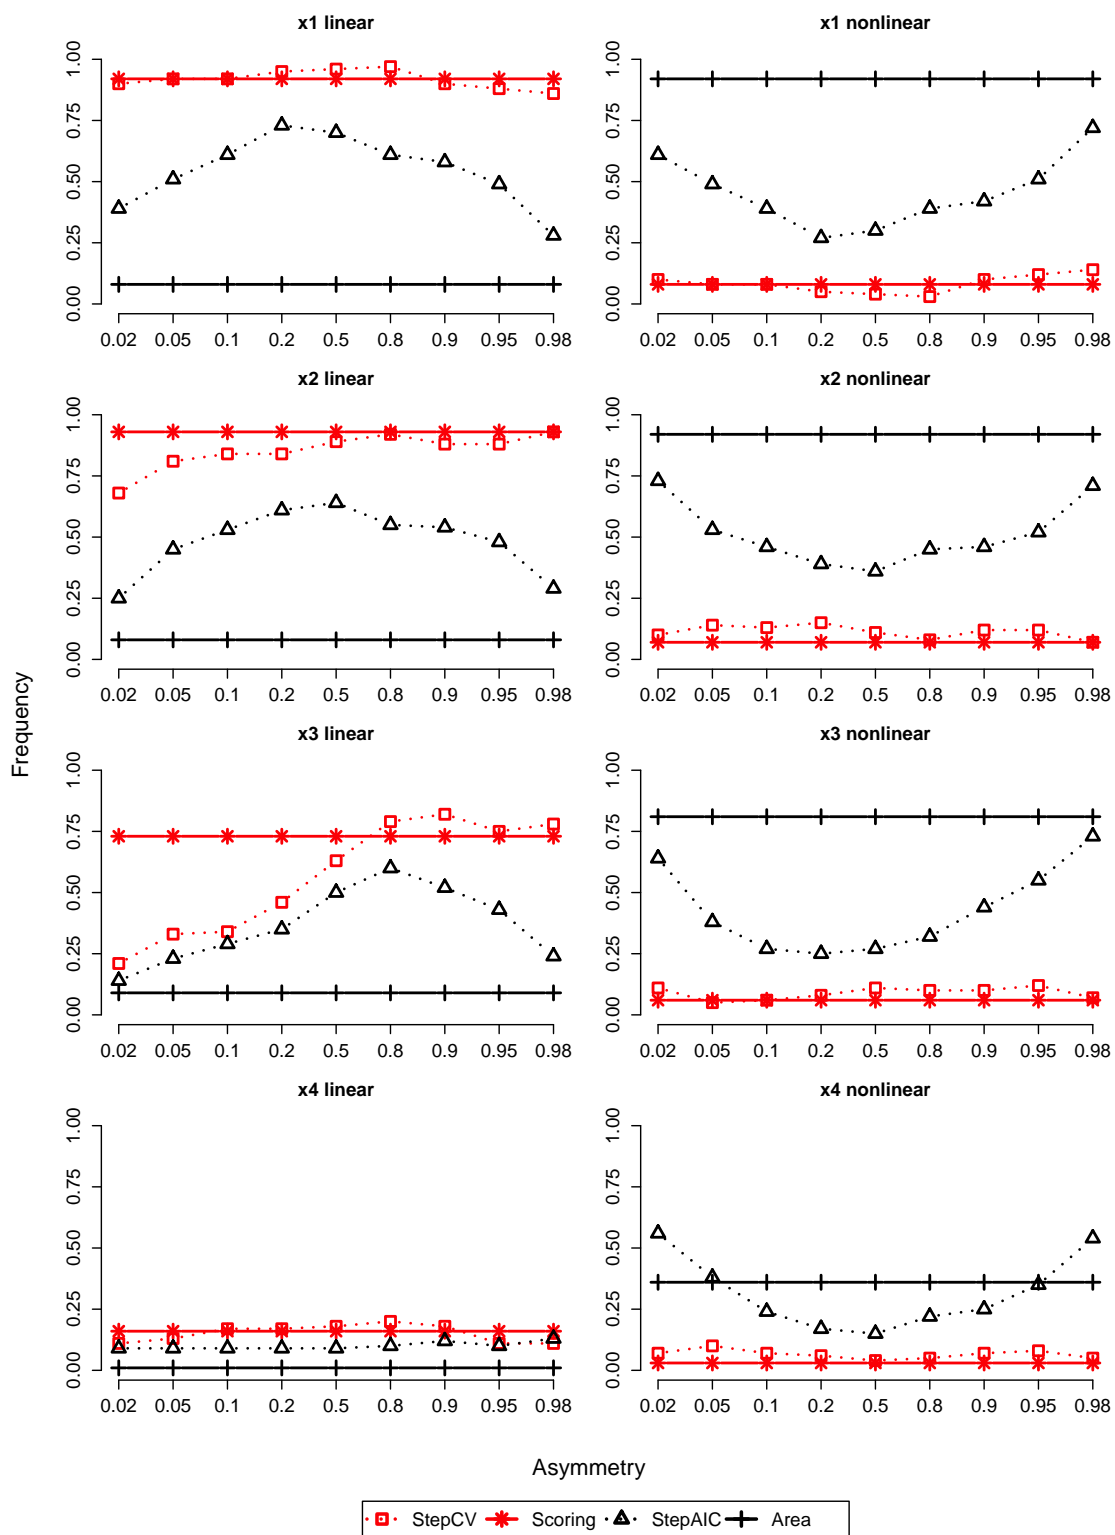 x1 linear
x1 nonlinear
0.00 0.25 0.50 0.75 1.00
0.00 0.25 0.50 0.75 1.00
0.02 0.05 0.1 0.2 0.5 0.8 0.9 0.95 0.98
0.02 0.05 0.1 0.2 0.5 0.8 0.9 0.95 0.98
x2 linear
x2 nonlinear
0.00 0.25 0.50 0.75 1.00
0.00 0.25 0.50 0.75 1.00
0.02 0.05 0.1 0.2 0.5 0.8 0.9 0.95 0.98
0.02 0.05 0.1 0.2 0.5 0.8 0.9 0.95 0.98
Frequency
x3 linear
x3 nonlinear
0.00 0.25 0.50 0.75 1.00
0.00 0.25 0.50 0.75 1.00
0.02 0.05 0.1 0.2 0.5 0.8 0.9 0.95 0.98
0.02 0.05 0.1 0.2 0.5 0.8 0.9 0.95 0.98
x4 linear
x4 nonlinear
0.00 0.25 0.50 0.75 1.00
0.00 0.25 0.50 0.75 1.00
0.02 0.05 0.1 0.2 0.5 0.8 0.9 0.95 0.98
0.02 0.05 0.1 0.2 0.5 0.8 0.9 0.95 0.98
Asymmetry
StepCV Scoring StepAIC Area